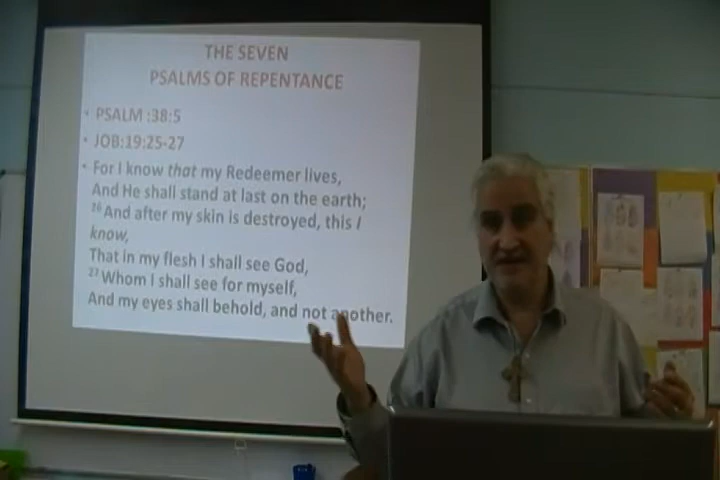 THE SEVEN
PSALMS OF REPENTANCE
• PSALM :38:5
• JOB:19:25-27
• For I know that my Redeemer lives,
And He shall stand at last on the earth;
26 And after my skin is destroyed, this I
know,
That in my flesh I shall see God,
27 Whom I shall see for myself,
And my eyes shall behold, and not another.